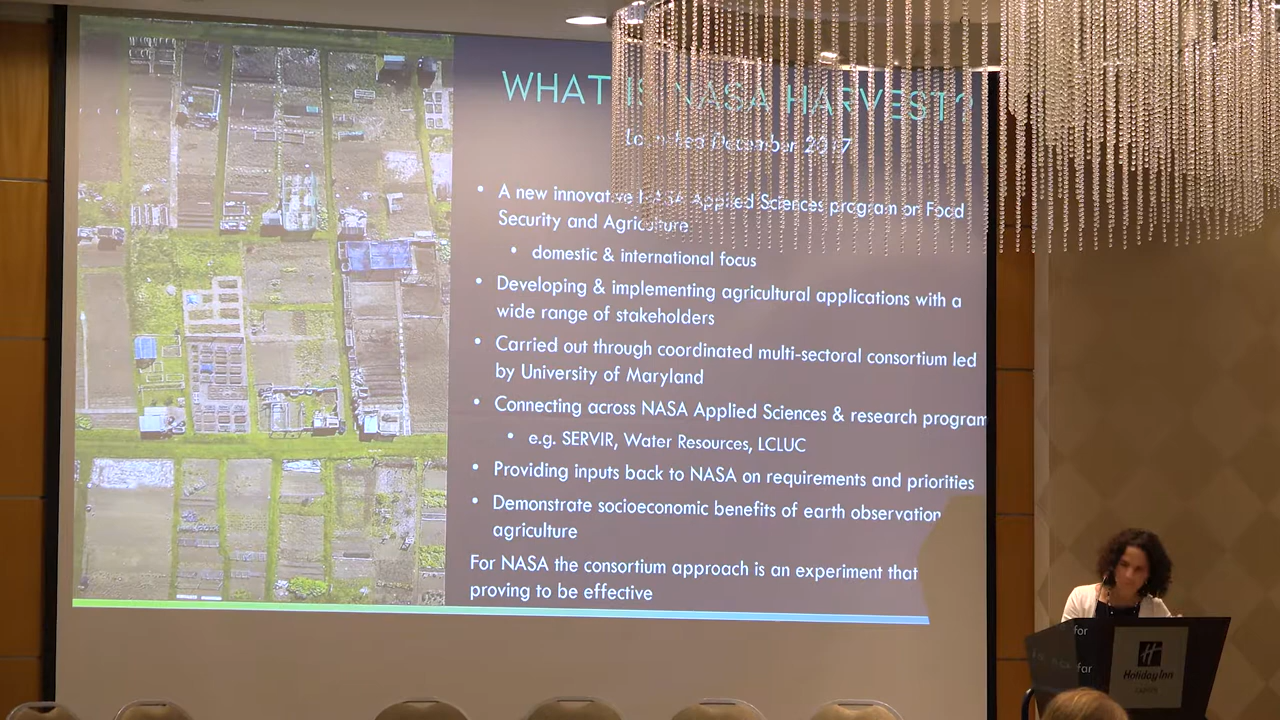 WHAT IS NASA HARVEST?
Launched December 2017
• A new innovative NASA Applied Sciences program on Food
Security and Agriculture
• domestic & international focus
• Developing & implementing agricultural applications with a
wide range of stakeholders
• Carried out through coordinated multi-sectoral consortium led
by University of Maryland
• Connecting across NASA Applied Sciences & research program
• e.g. SERVIR, Water Resources, LCLUC
• Providing inputs back to NASA on requirements and priorities
• Demonstrate socioeconomic benefits of earth observation
agriculture
For NASA the consortium approach is an experiment that
proving to be effective
for
far
H
Holiday Inn